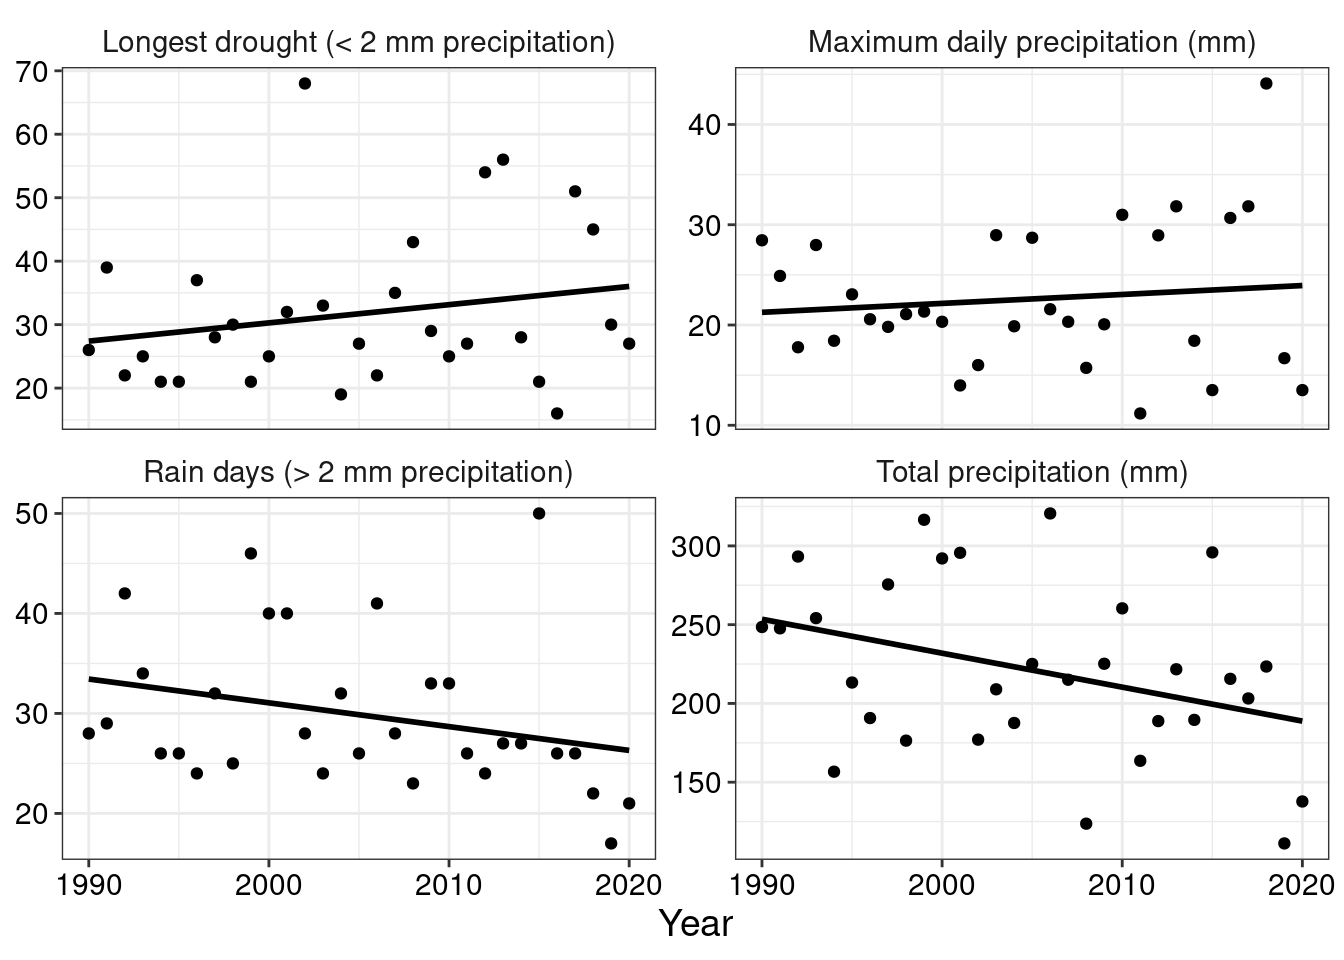 Longest drought (< 2 mm precipitation)
70
60
50
40
30
20
Maximum daily precipitation (mm)
40
30
20
10
Rain days (> 2 mm precipitation)
50
40
30
20
1990 2000 2010 2020
Total precipitation (mm)
300
250
200
150
1990 2000 2010 2020
Year